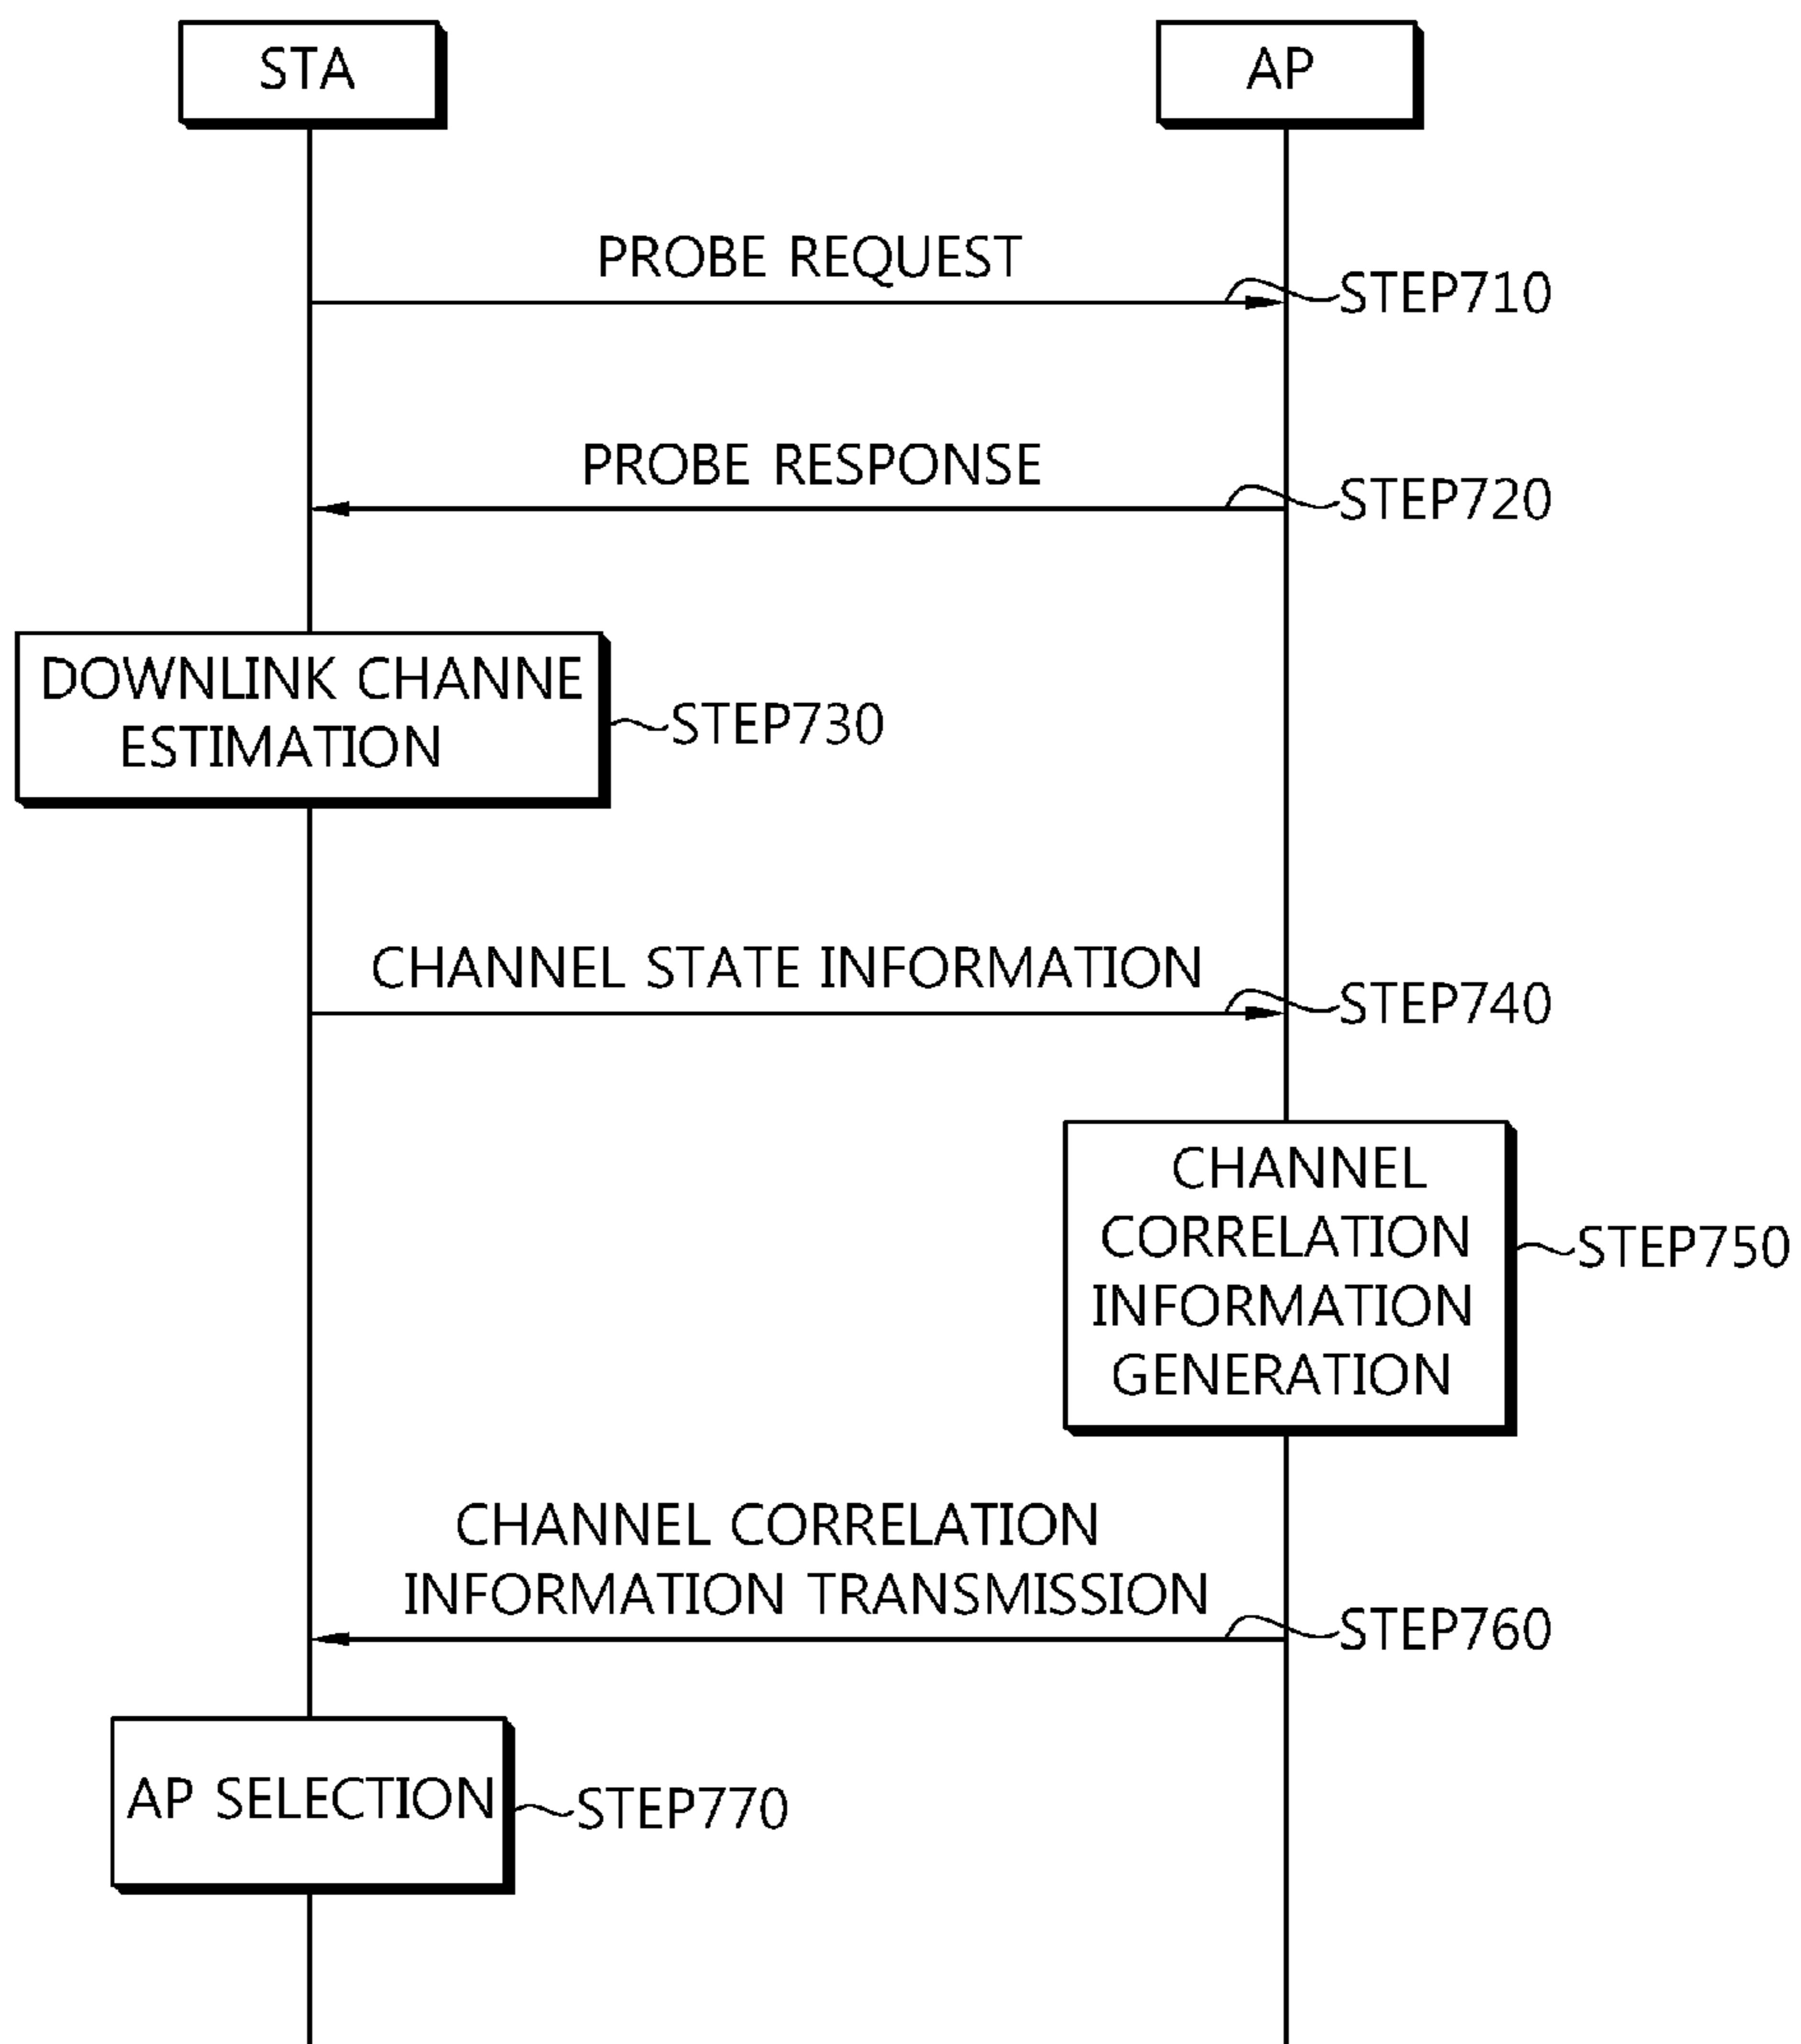 STA
AP
PROBE REQUEST
STEP710
PROBE RESPONSE
STEP720
DOWNLINK CHANNE
ESTIMATION
STEP730
CHANNEL STATE INFORMATION
STEP740
CHANNEL
CORRELATION
INFORMATION
GENERATION
STEP750
CHANNEL CORRELATION
INFORMATION TRANSMISSION
STEP760
AP SELECTION
STEP770